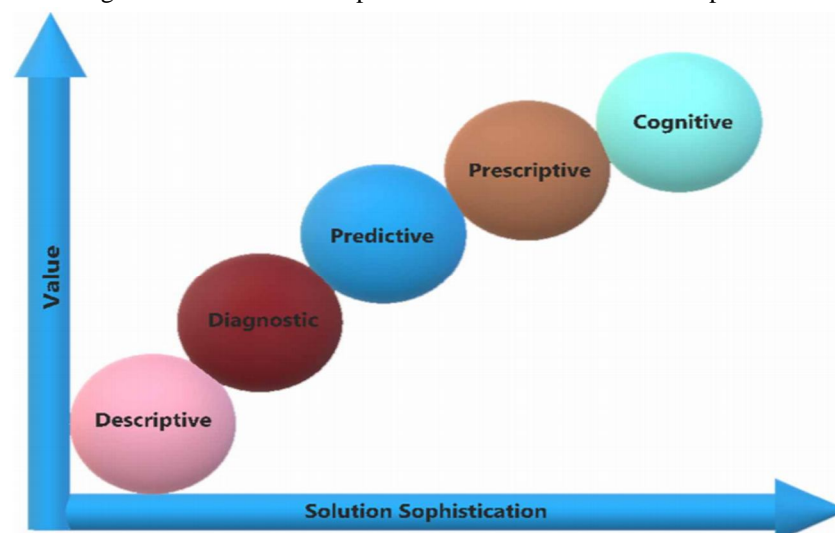 Cognitive
Prescriptive
Predictive
Diagnostic
Descriptive
Value
Solution Sophistication